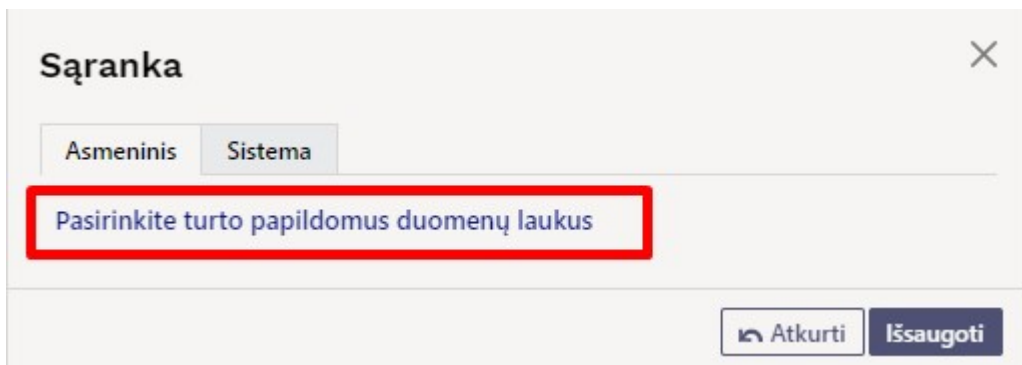 Sąranka
Asmeninis Sistema
Pasirinkite turto papildomus duomenų laukus
Atkurti Išsaugoti